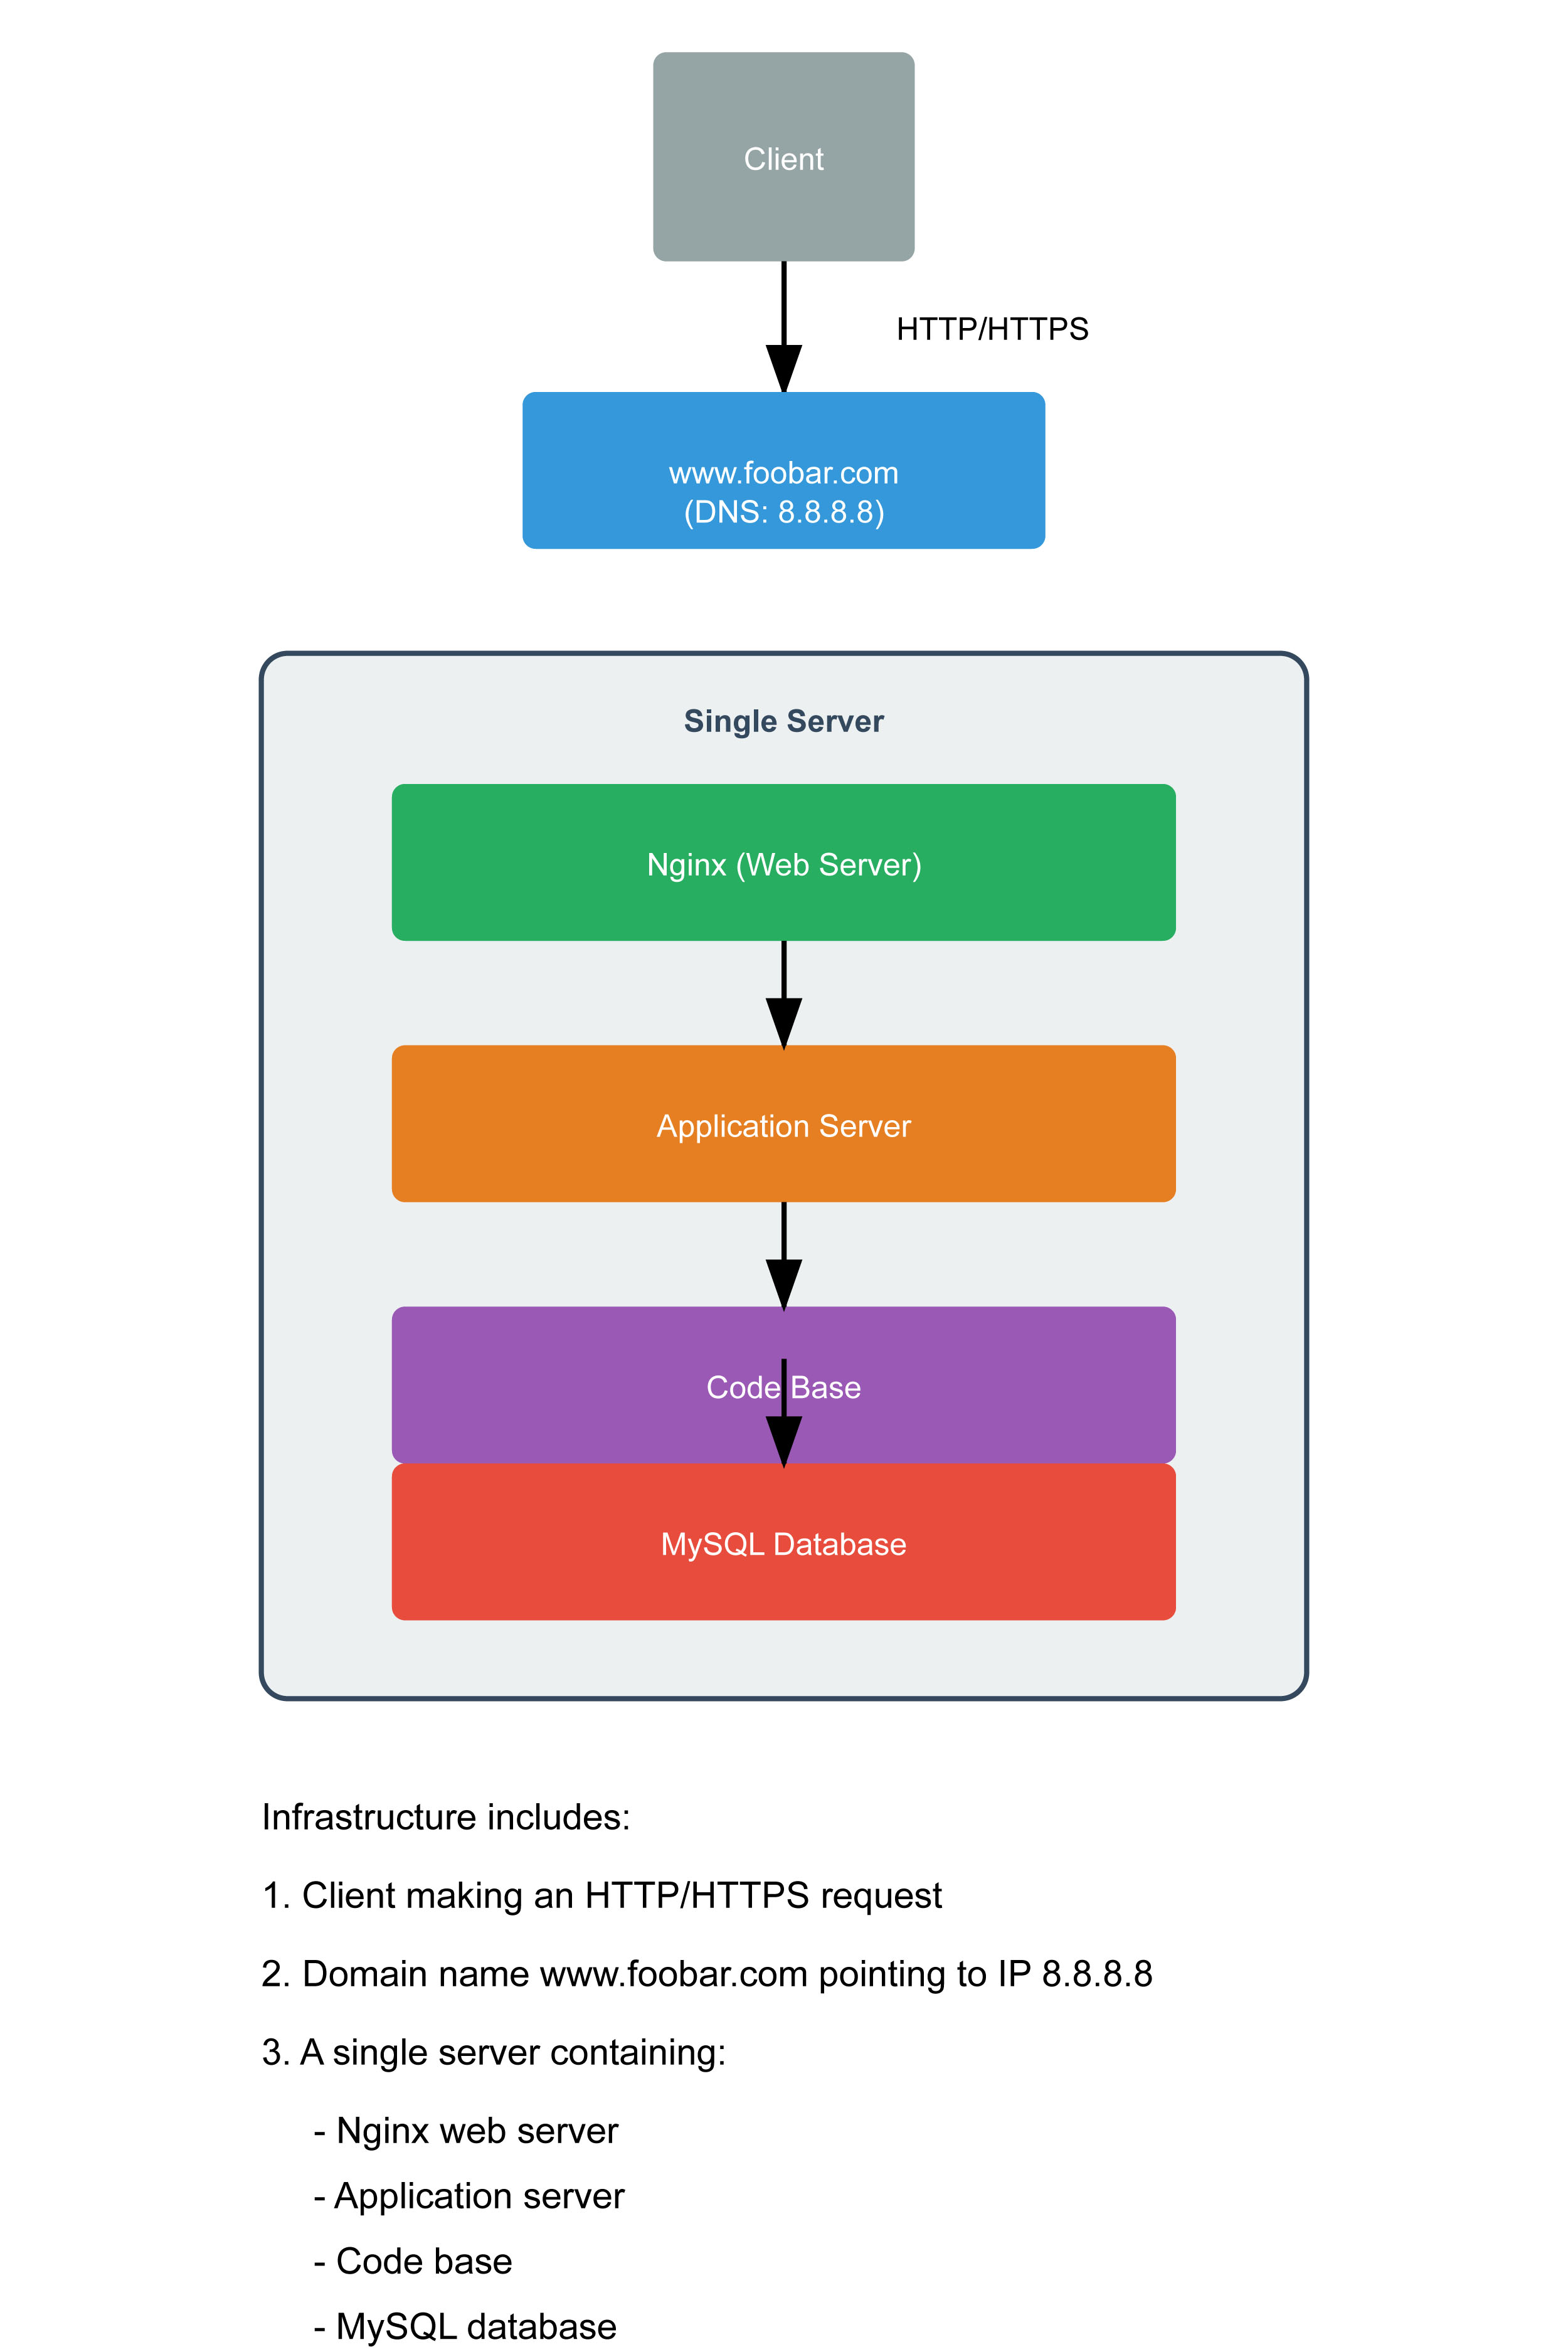 Client
HTTP/HTTPS
www.foobar.com
(DNS: 8.8.8.8)
Single Server
Nginx (Web Server)
Application Server
Code Base
MySQL Database
Infrastructure includes:
1. Client making an HTTP/HTTPS request
2. Domain name www.foobar.com pointing to IP 8.8.8.8
3. A single server containing:
- Nginx web server
- Application server
- Code base
- MySQL database